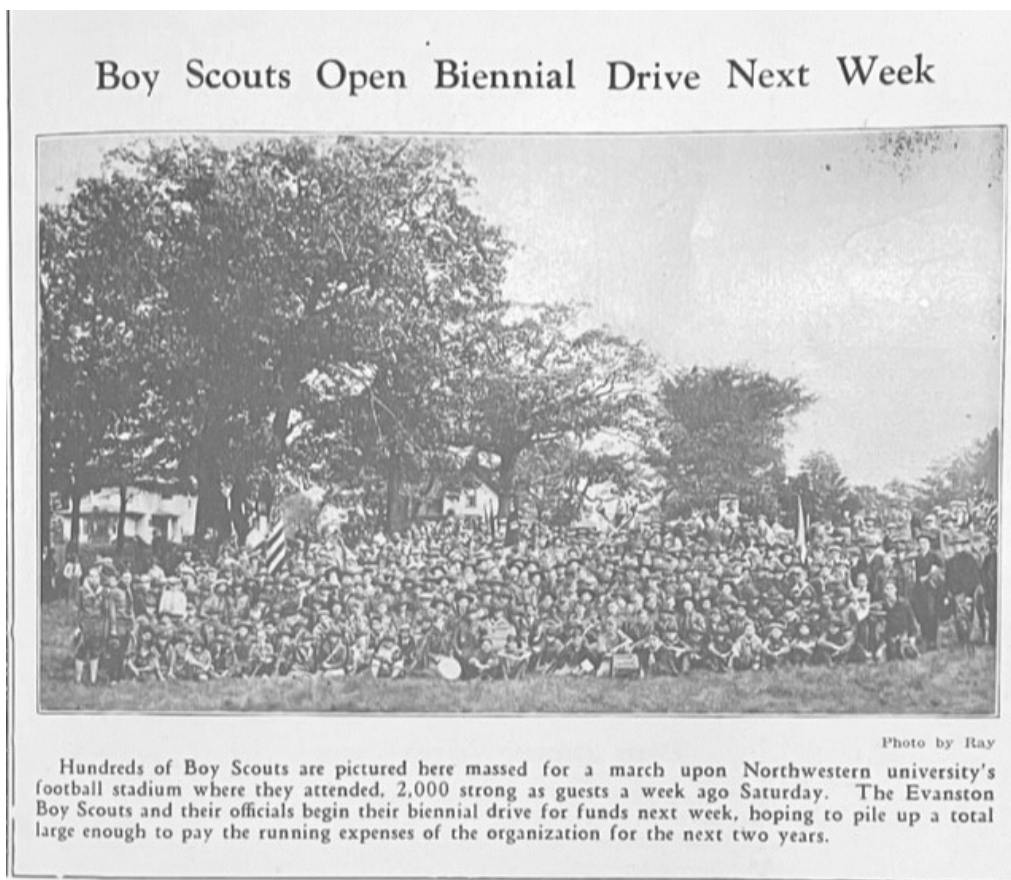 Boy Scouts Open Biennial Drive Next Week
Photo by Ray
Hundreds of Boy Scouts are pictured here massed for a march upon Northwestern university's
football stadium where they attended, 2,000 strong as guests a week ago Saturday. The Evanston
Boy Scouts and their officials begin their biennial drive for funds next week, hoping to pile up a total
large enough to pay the running expenses of the organization for the next two years.